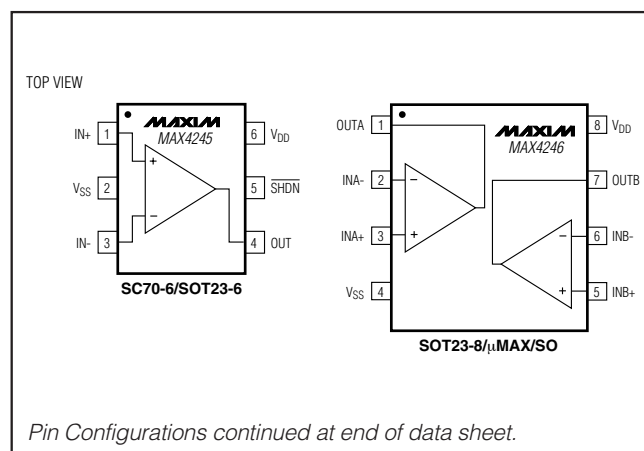 TOP VIEW
MAXIM
MAX4245
IN+ 1
VSS 2
IN- 3
6 VDD
5 SHDN
4 OUT
+
−
SC70-6/SOT23-6
MAXIM
MAX4246
OUTA 1
INA- 2
INA+ 3
VSS 4
8 VDD
7 OUTB
6 INB-
5 INB+
−
+
−
+
SOT23-8/μMAX/SO
Pin Configurations continued at end of data sheet.